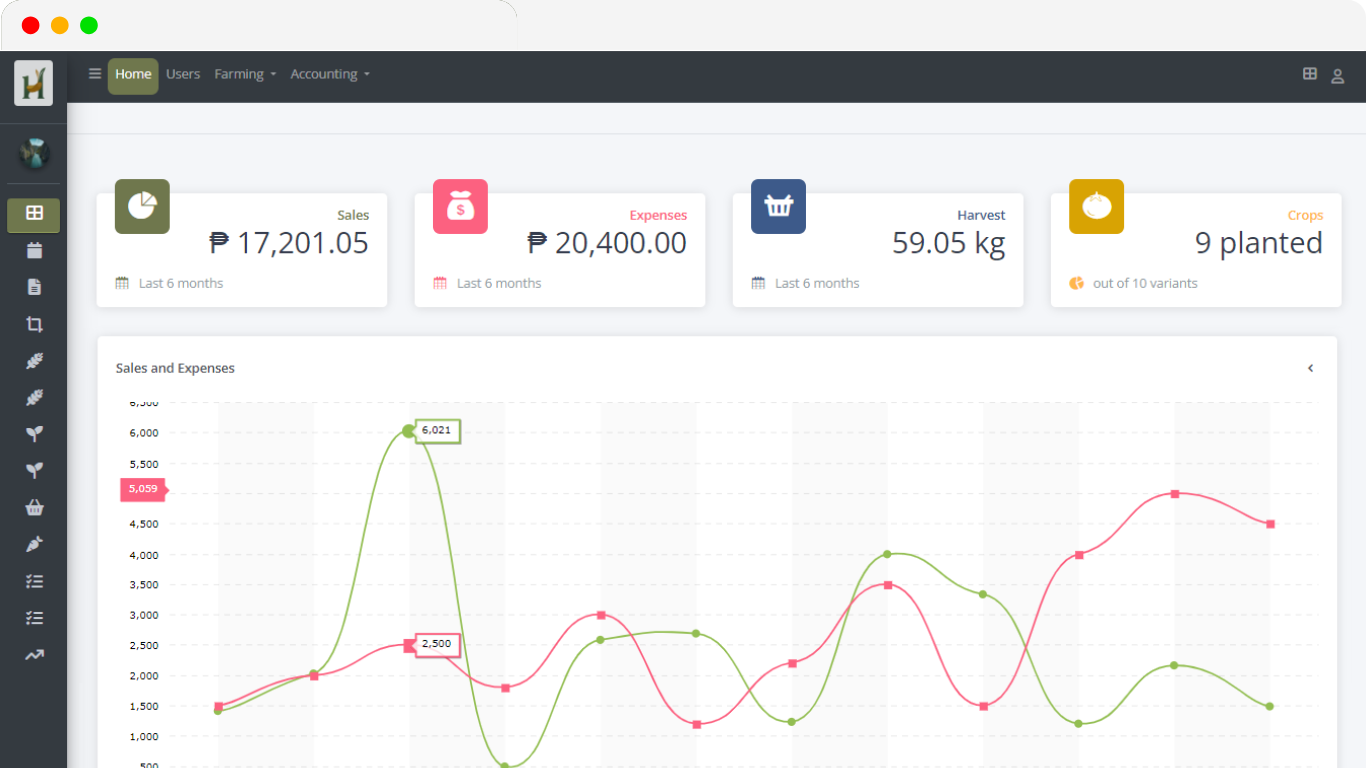 Home Users Farming Accounting
Sales
₱ 17,201.05
Last 6 months
Expenses
₱ 20,400.00
Last 6 months
Harvest
59.05 kg
Last 6 months
Crops
9 planted
out of 10 variants
Sales and Expenses
6,500
6,000
6,021
5,500
5,059
4,500
4,000
3,500
3,000
2,500
2,500
2,000
1,500
1,000
500